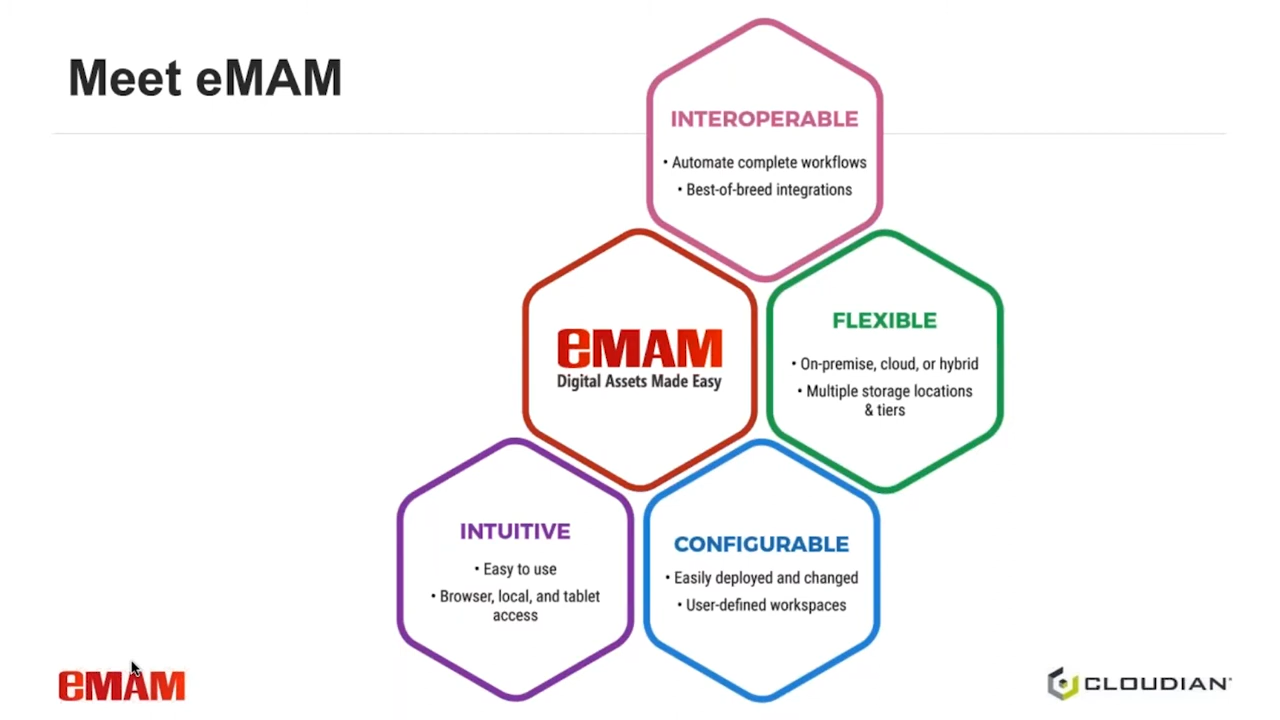 Meet eMAM
INTEROPERABLE
• Automate complete workflows
• Best-of-breed integrations
eMAM
Digital Assets Made Easy
FLEXIBLE
• On-premise, cloud, or hybrid
• Multiple storage locations
& tiers
INTUITIVE
• Easy to use
• Browser, local, and tablet
access
CONFIGURABLE
• Easily deployed and changed
• User-defined workspaces
eMAM
CLOUDIAN